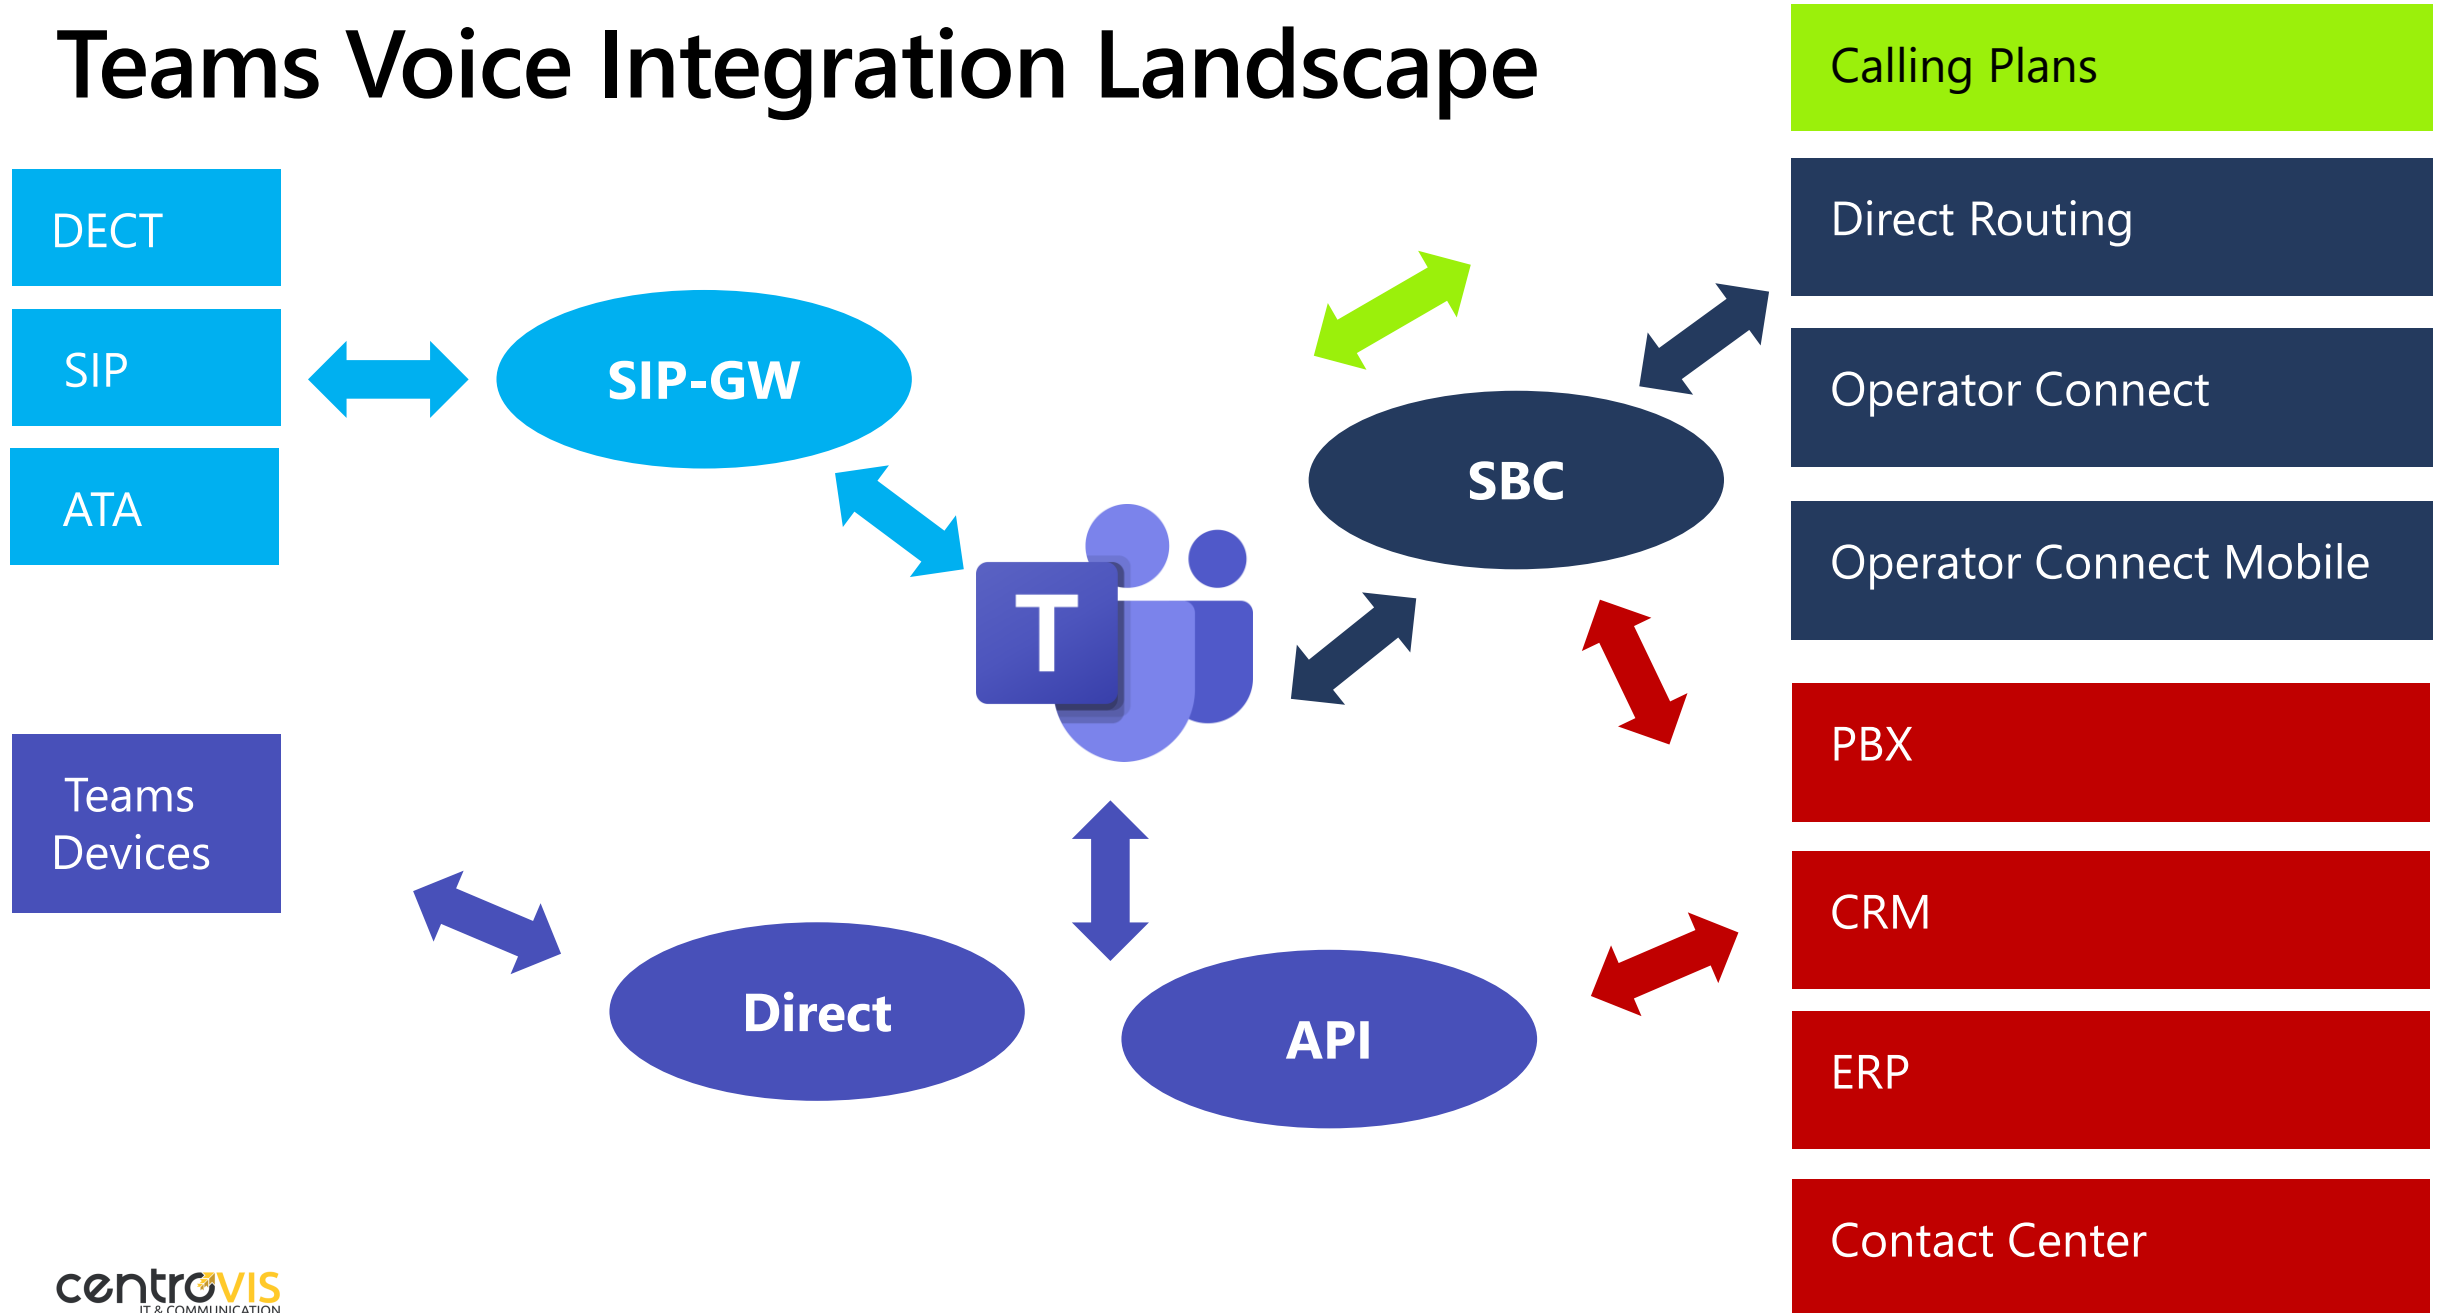 Teams Voice Integration Landscape
Calling Plans
DECT
Direct Routing
SIP
SIP-GW
Operator Connect
SBC
ATA
Operator Connect Mobile
T
PBX
Teams
Devices
CRM
Direct
API
ERP
Contact Center
centrovis
IT & COMMUNICATION